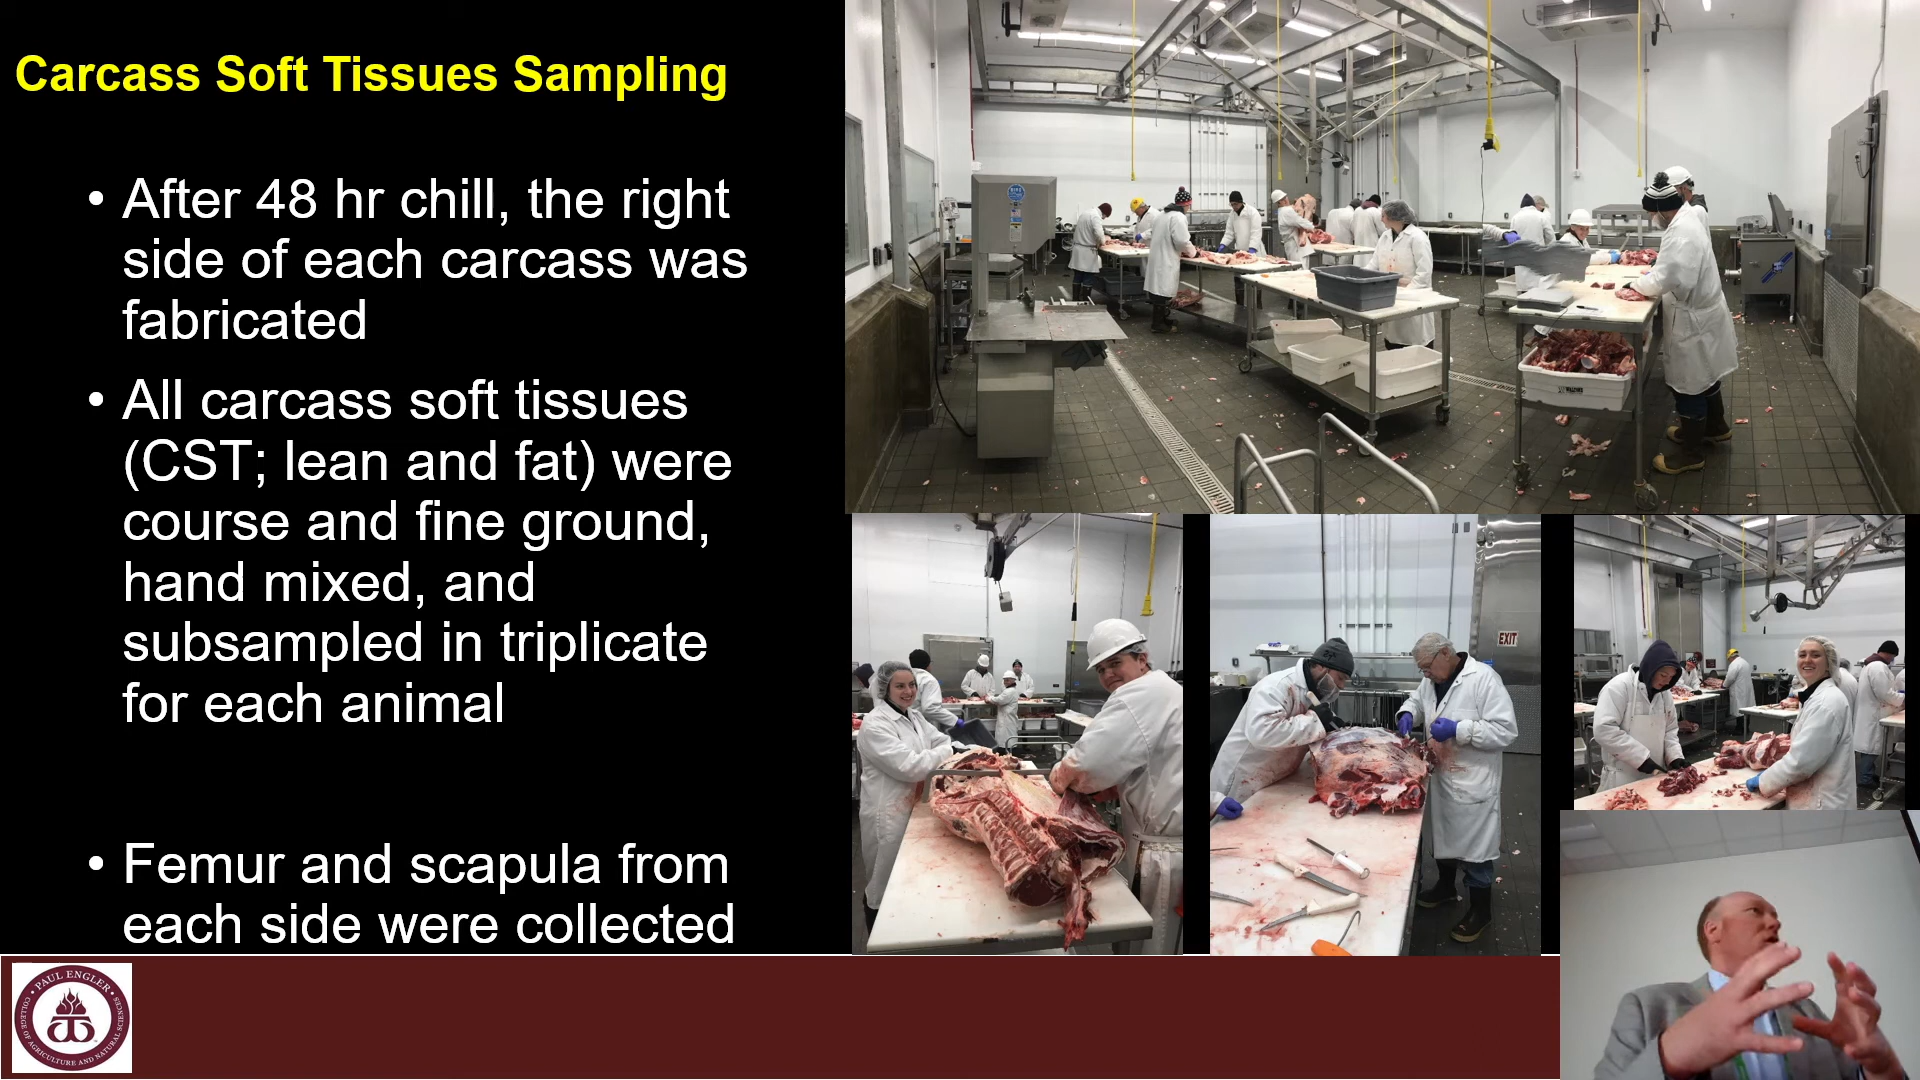 Carcass Soft Tissues Sampling
• After 48 hr chill, the right
side of each carcass was
fabricated
• All carcass soft tissues
(CST; lean and fat) were
course and fine ground,
hand mixed, and
subsampled in triplicate
for each animal
• Femur and scapula from
each side were collected
EXIT
• PAUL ENGLER •
COLLEGE OF AGRICULTURE AND NATURAL SCIENCES